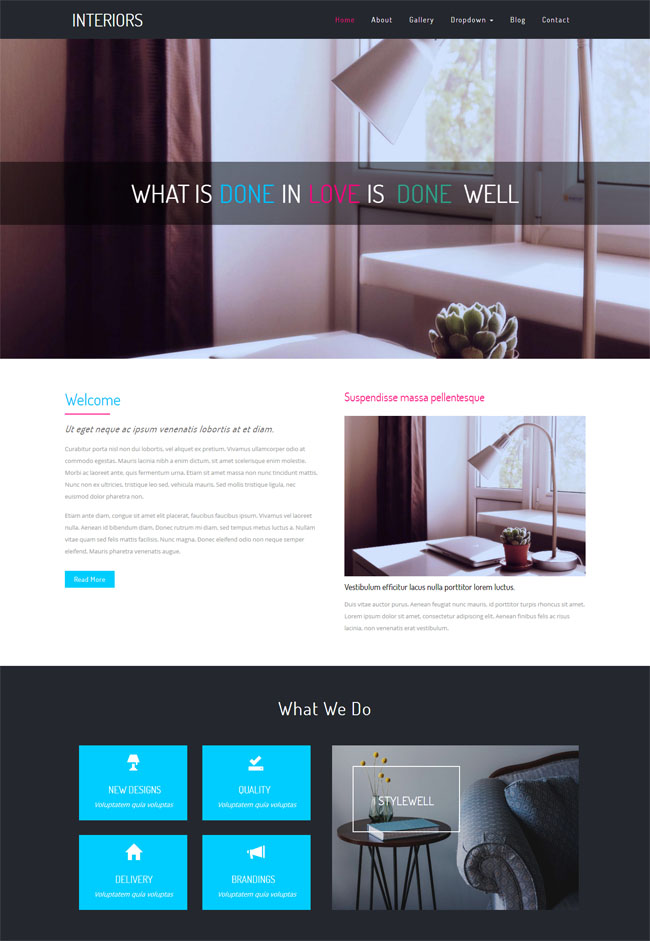 INTERIORS
Home About Gallery Dropdown Blog Contact
WHAT IS DONE IN LOVE IS DONE WELL
Welcome
Ut eget neque ac ipsum venenatis lobortis at et diam.
Curabitur porta nisl non dui lobortis, vel aliquet ex pretium. Vivamus ullamcorper odio at
commodo egestas. Mauris lacinia nibh a enim dictum, sit amet scelerisque enim molestie.
Morbi ac laoreet ante, quis fermentum urna. Etiam sit amet massa non nunc tincidunt mattis.
Nunc non ex ultricies, tristique leo sed, vehicula mauris. Sed mollis tristique ligula, nec
euismod dolor pharetra non.
Etiam ante diam, congue sit amet elit placerat, faucibus faucibus ipsum. Vivamus vel laoreet
nulla. Aenean id bibendum diam. Donec rutrum mi diam, sed tempus metus luctus a. Nullam
vitae quam sed felis mattis facilisis. Nunc magna. Donec eleifend odio non neque semper
eleifend. Mauris pharetra venenatis augue.
Read More
Suspendisse massa pellentesque
Vestibulum efficitur lacus nulla porttitor lorem luctus.
Duis vitae auctor purus. Aenean feugiat nunc mauris, id porttitor turpis rhoncus sit amet.
Lorem ipsum dolor sit amet, consectetur adipiscing elit. Aenean finibus felis ac risus
lacinia, non venenatis erat vestibulum.
What We Do
NEW DESIGNS
Voluptatem quia voluptas
QUALITY
Voluptatem quia voluptas
DELIVERY
Voluptatem quia voluptas
BRANDINGS
Voluptatem quia voluptas
I STYLEWELL